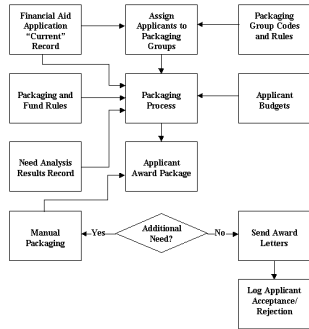 Financial Aid
Application
“Current”
Record
Assign
Applicants to
Packaging
Groups
Packaging
Group Codes
and Rules
Packaging and
Fund Rules
Packaging
Process
Applicant
Budgets
Need Analysis
Results Record
Applicant
Award Package
Manual
Packaging
Yes
Additional
Need?
No
Send Award
Letters
Log Applicant
Acceptance/
Rejection